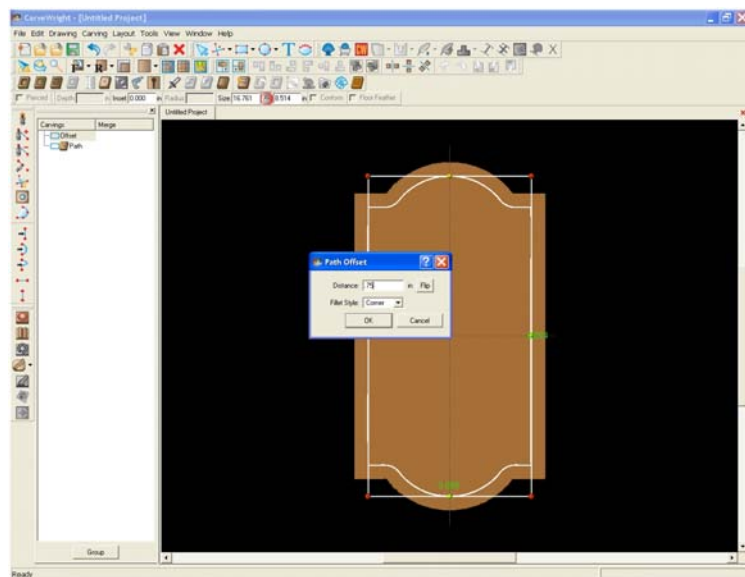 CarveWright - [Untitled Project]
File Edit Drawing Carving Layout Tools View Window Help
Pierced Depth in Inset 0.000 in Radius Size 16.761 8.514 in Conform Floor Feather
Untitled Project
Carvings Merge
Offset
Path
Path Offset
Distance: .75 in Flip
Fillet Style: Corner
OK Cancel
Group
Ready